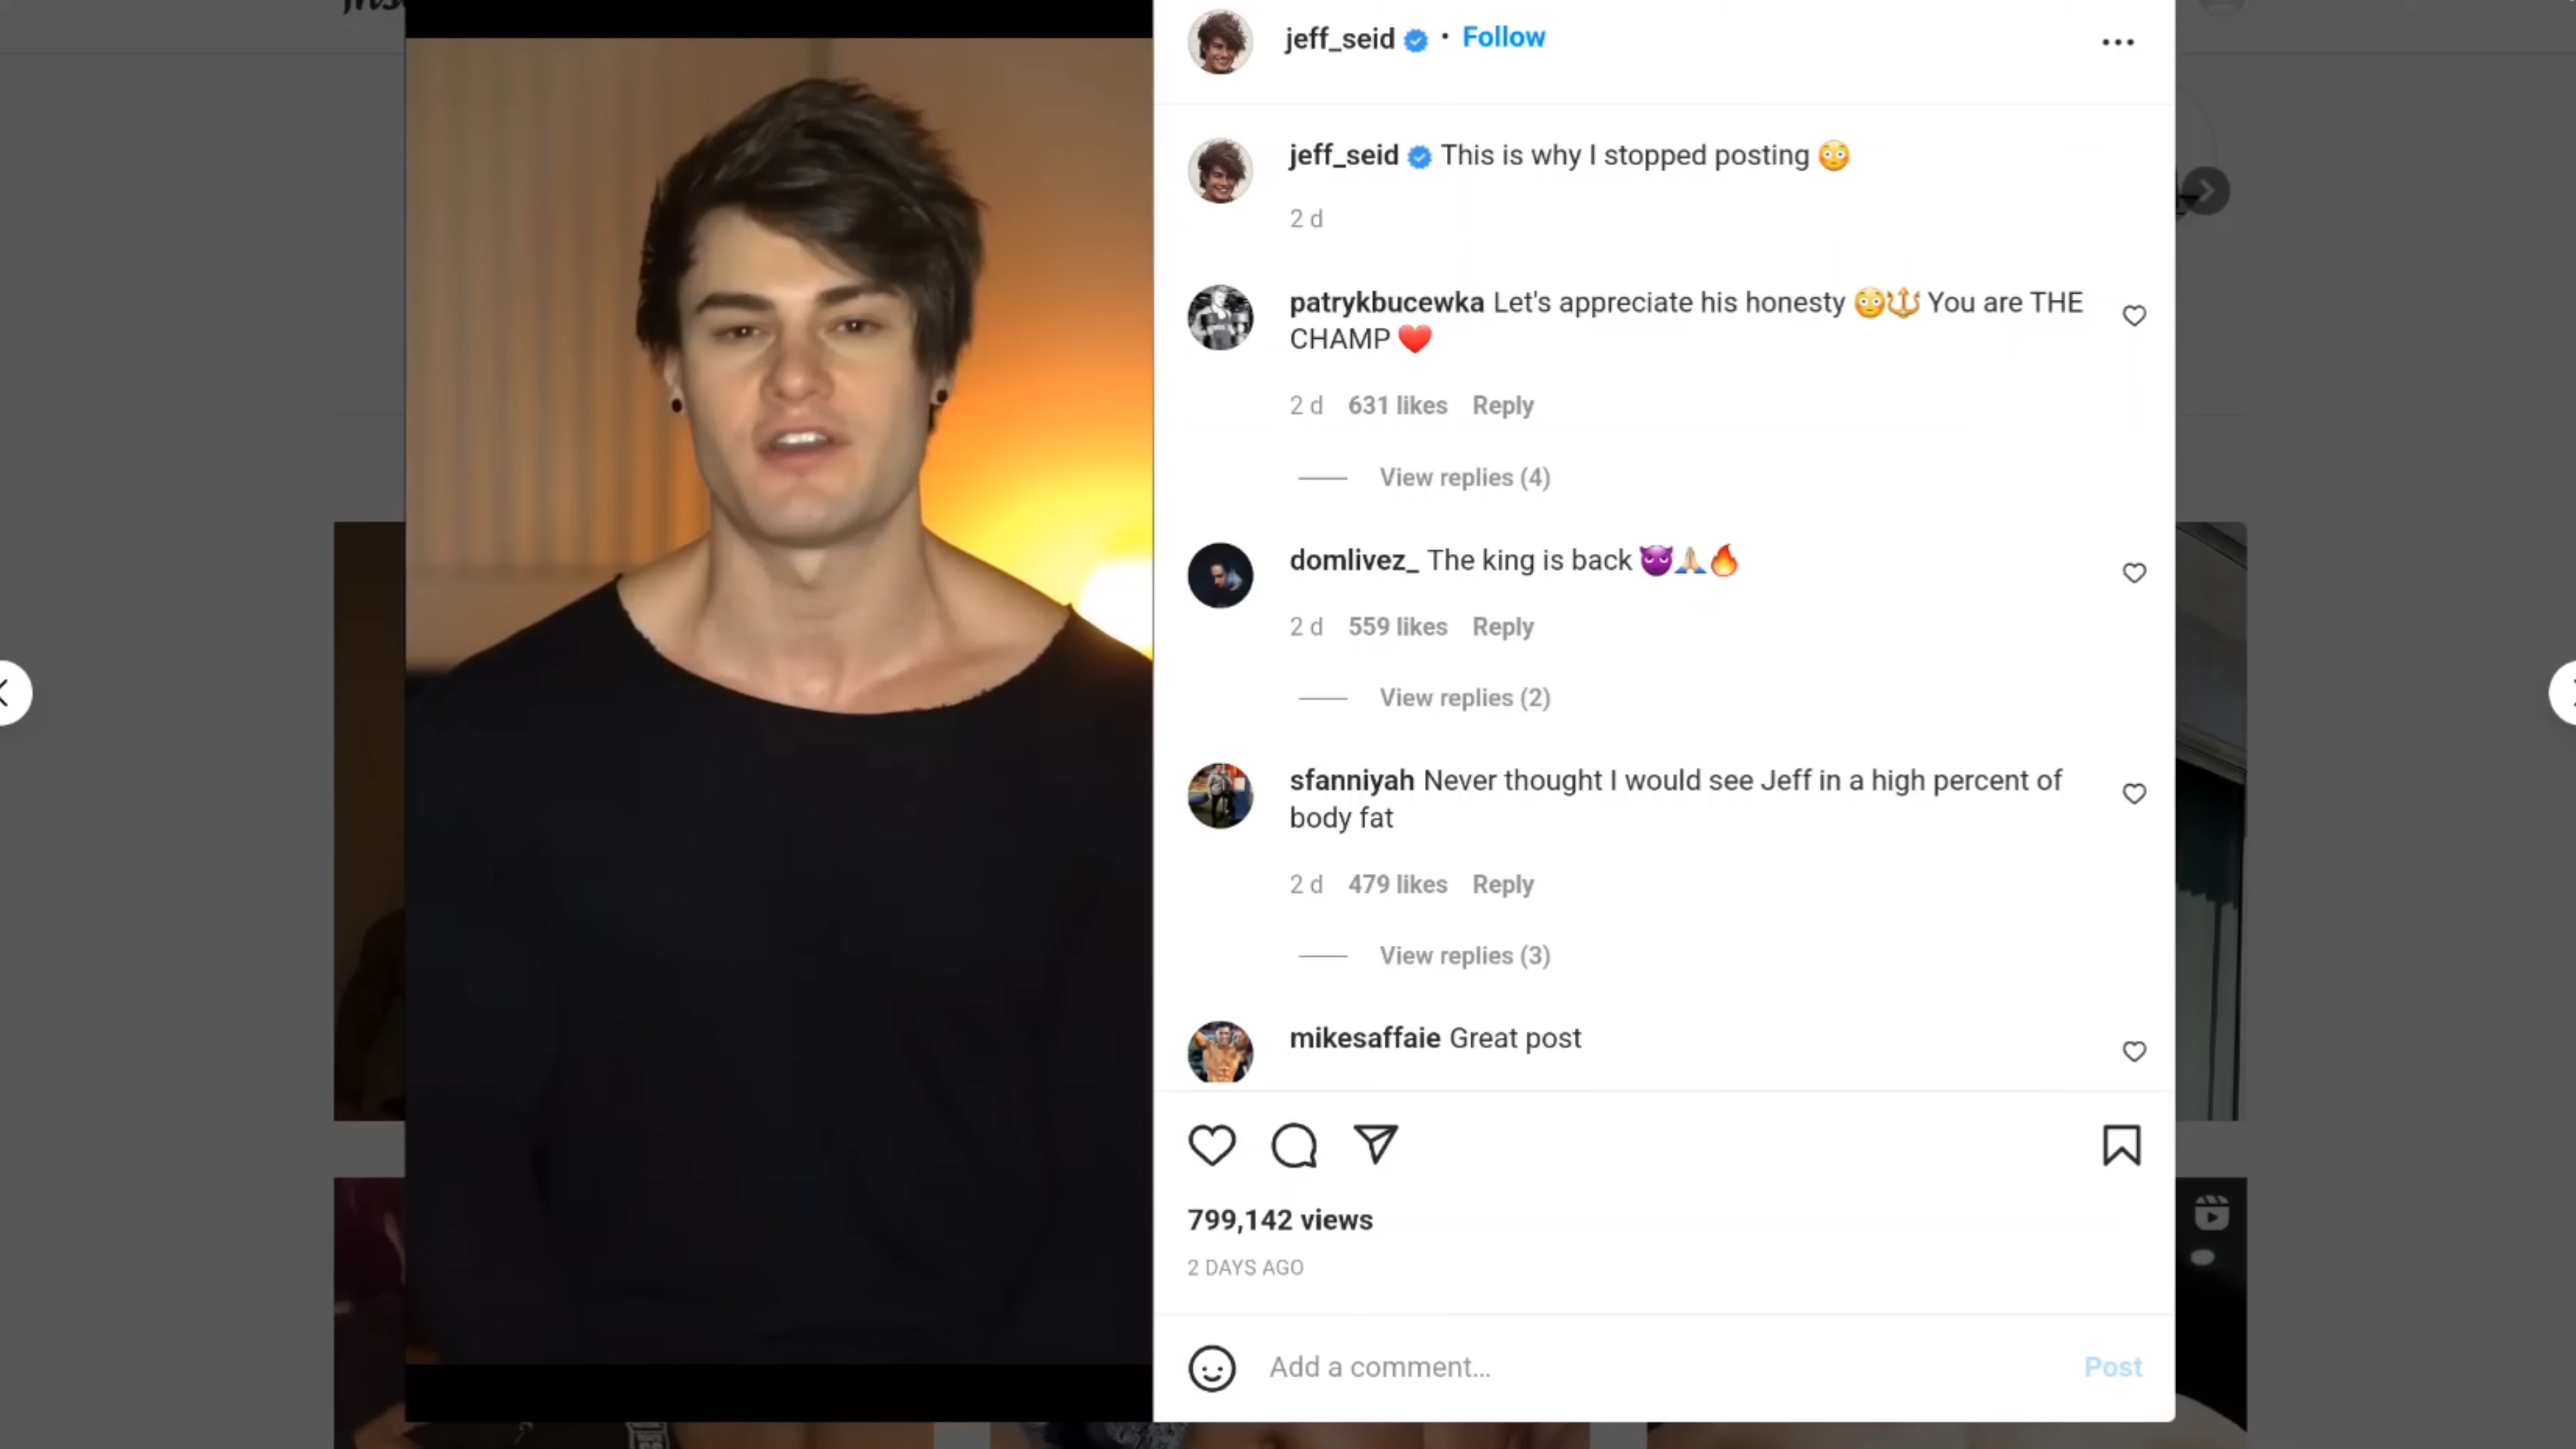 jeff_seid • Follow
jeff_seid This is why I stopped posting 😳
2 d
patrykbucewka Let's appreciate his honesty 😳🔱 You are THE
CHAMP ❤️
2 d 631 likes Reply
View replies (4)
domlivez_ The king is back 😈🙏🏼🔥
2 d 559 likes Reply
View replies (2)
sfanniyah Never thought I would see Jeff in a high percent of
body fat
2 d 479 likes Reply
View replies (3)
mikesaffaie Great post
799,142 views
2 DAYS AGO
Add a comment...
Post